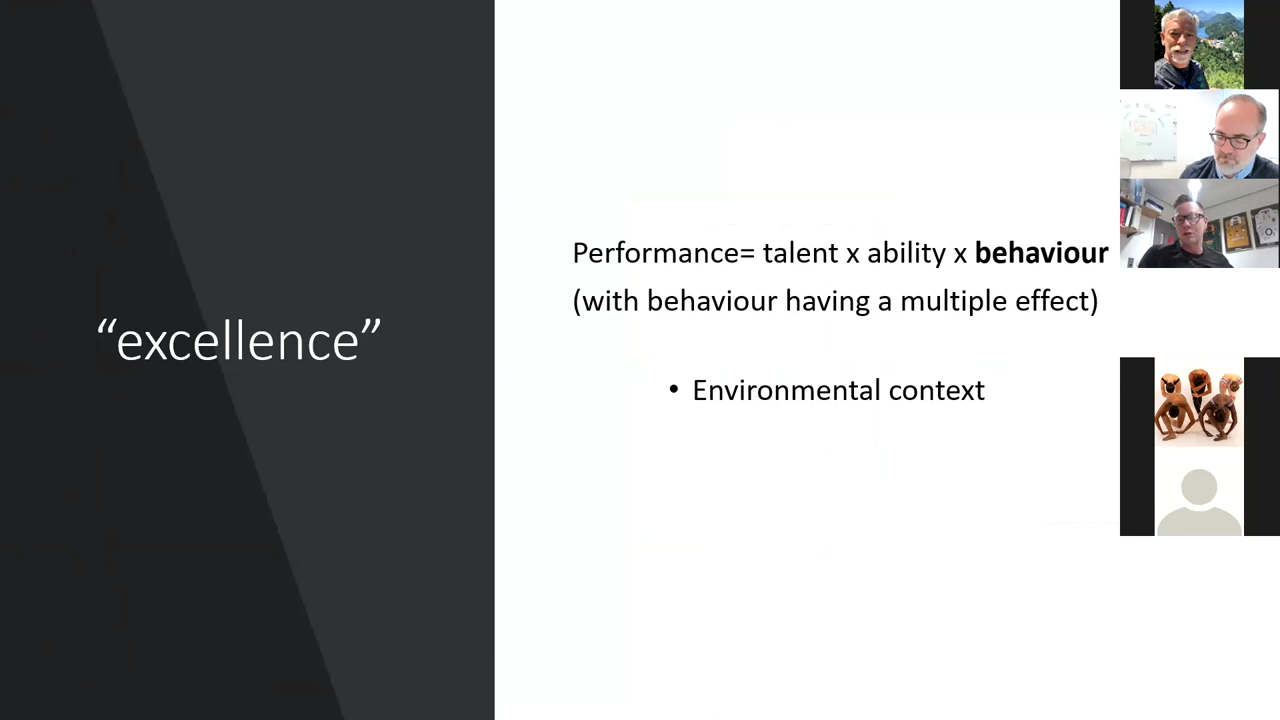 “excellence”
Performance= talent x ability x behaviour
(with behaviour having a multiple effect)
• Environmental context